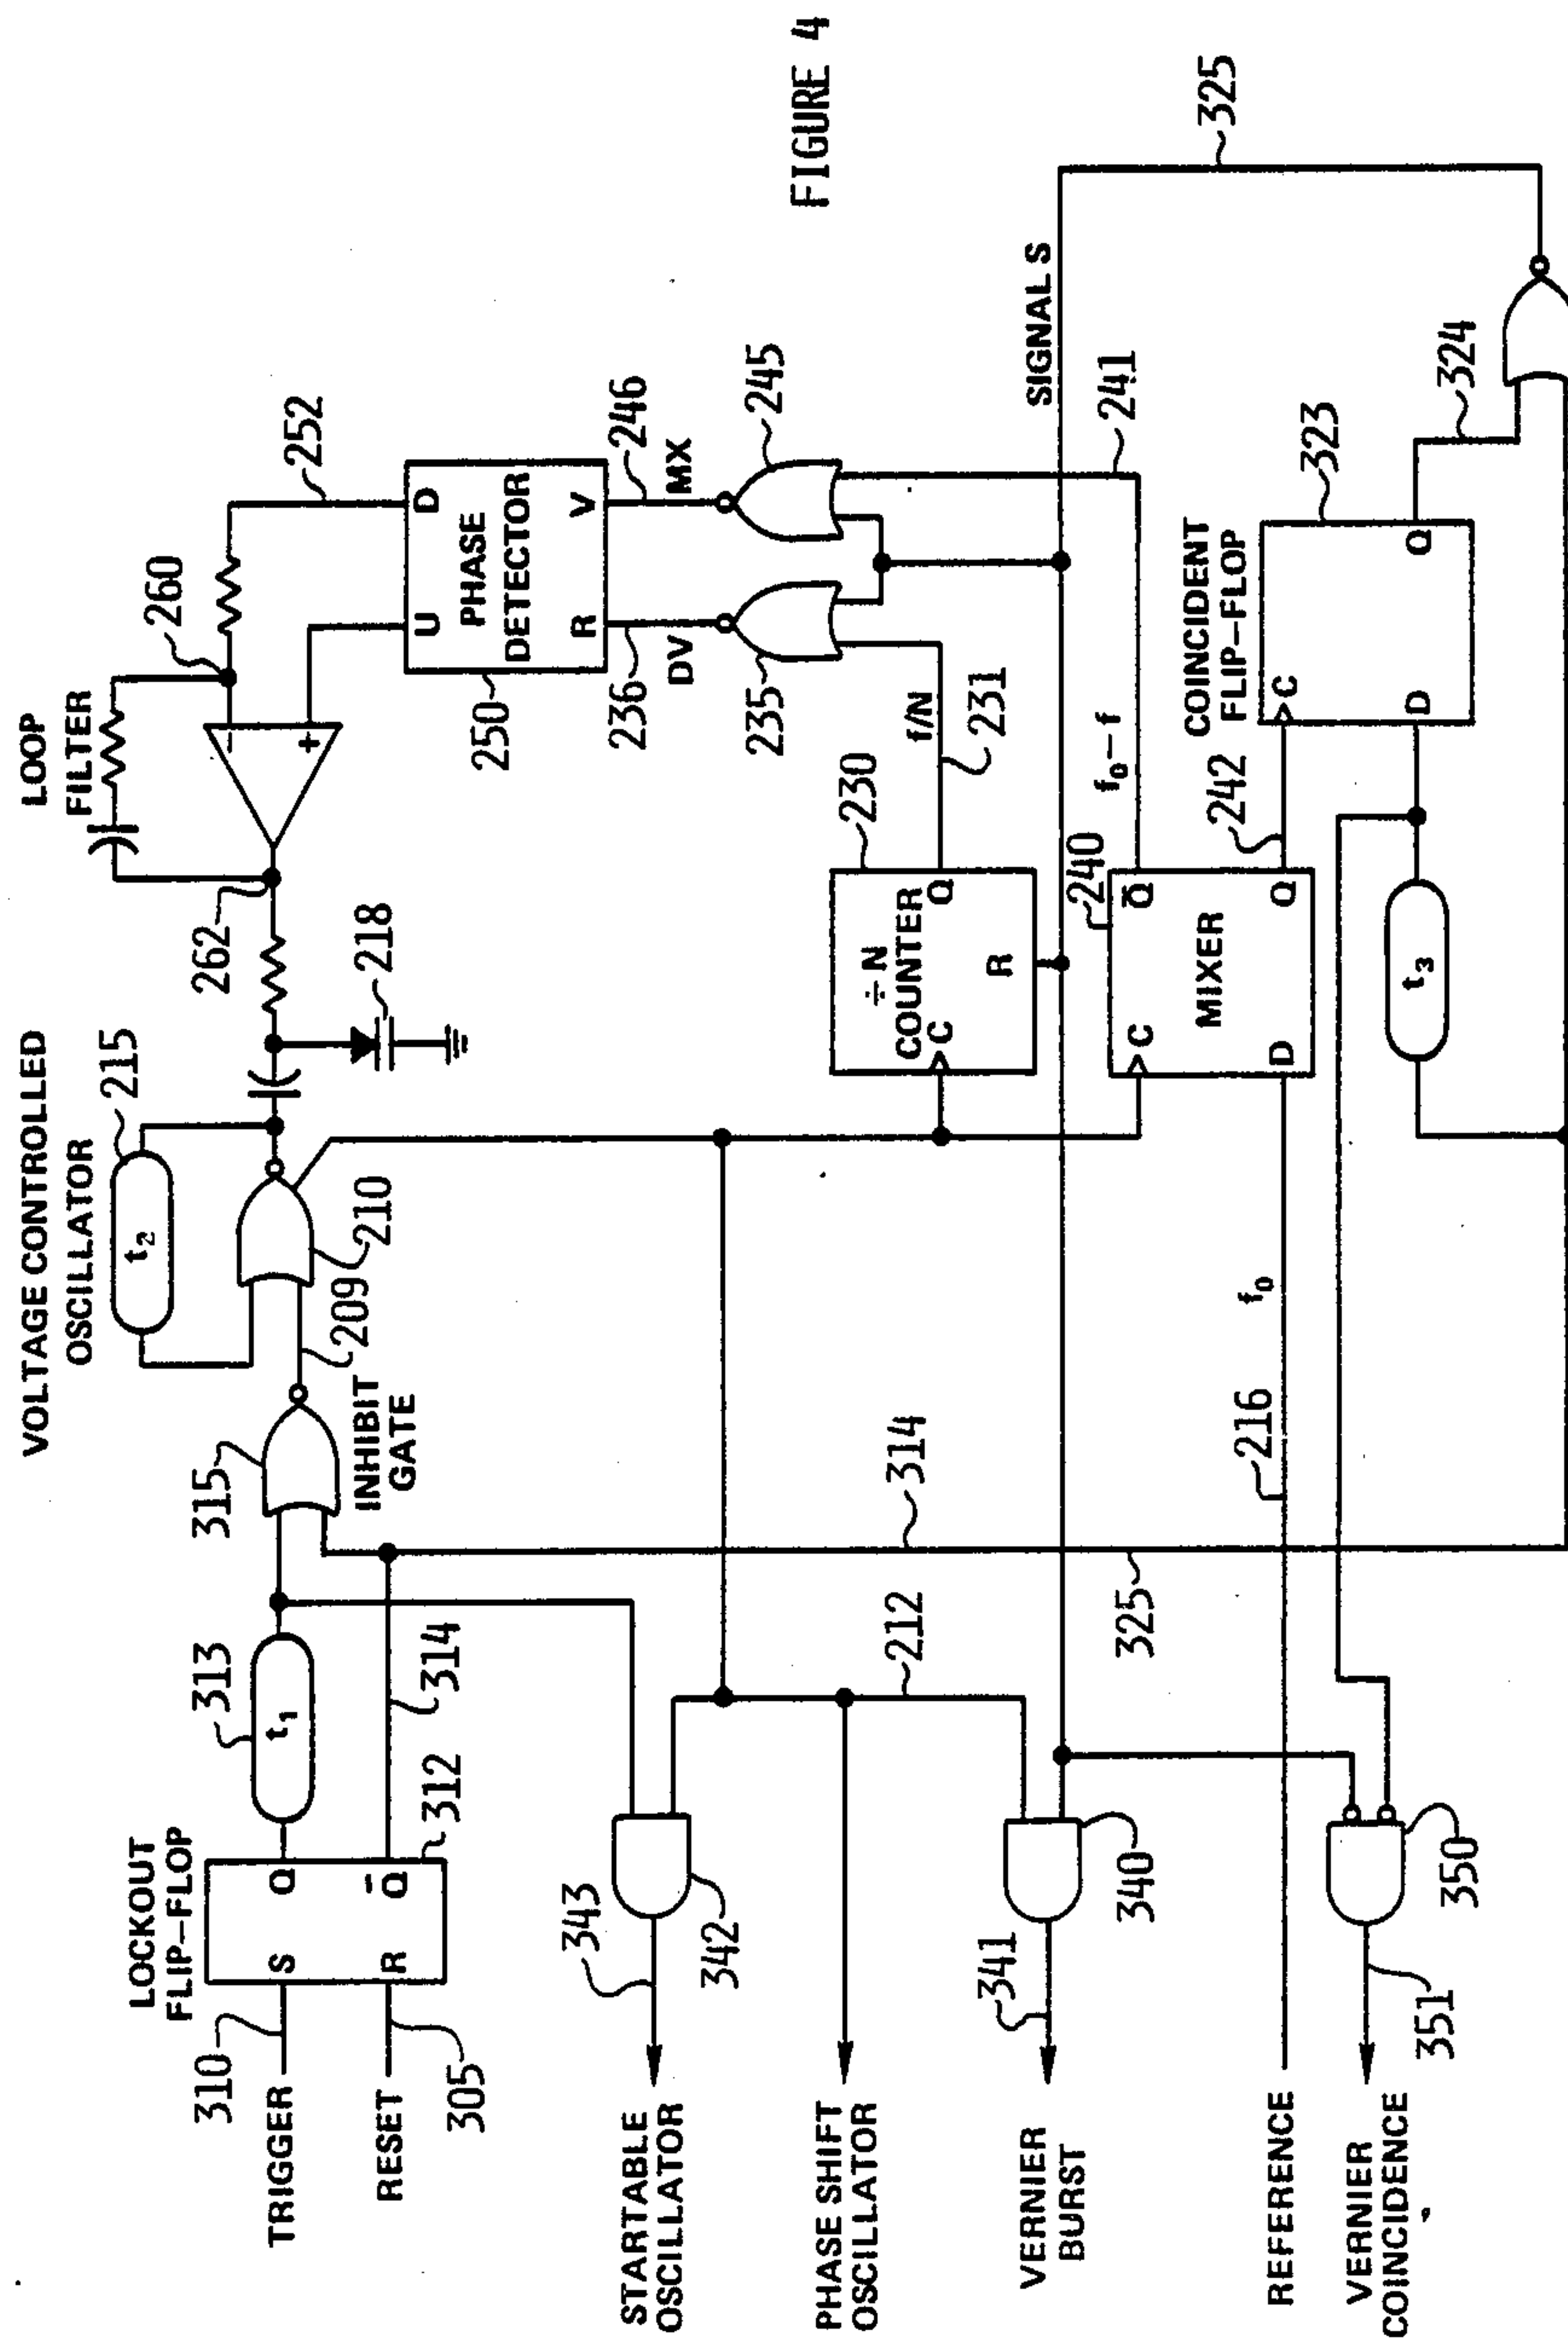 FIGURE 4
VOLTAGE CONTROLLED
OSCILLATOR
LOOP
FILTER
215
t2
262
260
252
218
LOCKOUT
FLIP-FLOP
313
t1
315
INHIBIT
GATE
209
210
310
TRIGGER
S
Q
RESET
R
Q̅
305
312
314
314
U
D
PHASE
DETECTOR
R
V
250
236
DV
246
MX
235
245
343
342
STARTABLE
OSCILLATOR
230
÷ N
COUNTER
C
Q
R
f/N
231
PHASE SHIFT
OSCILLATOR
212
SIGNAL S
325
341
340
VERNIER
BURST
325
240
f0-f
241
C
Q̅
MIXER
D
Q
242
COINCIDENT
FLIP-FLOP
323
C
D
Q
324
REFERENCE
216
f0
VERNIER
COINCIDENCE
351
350
t3